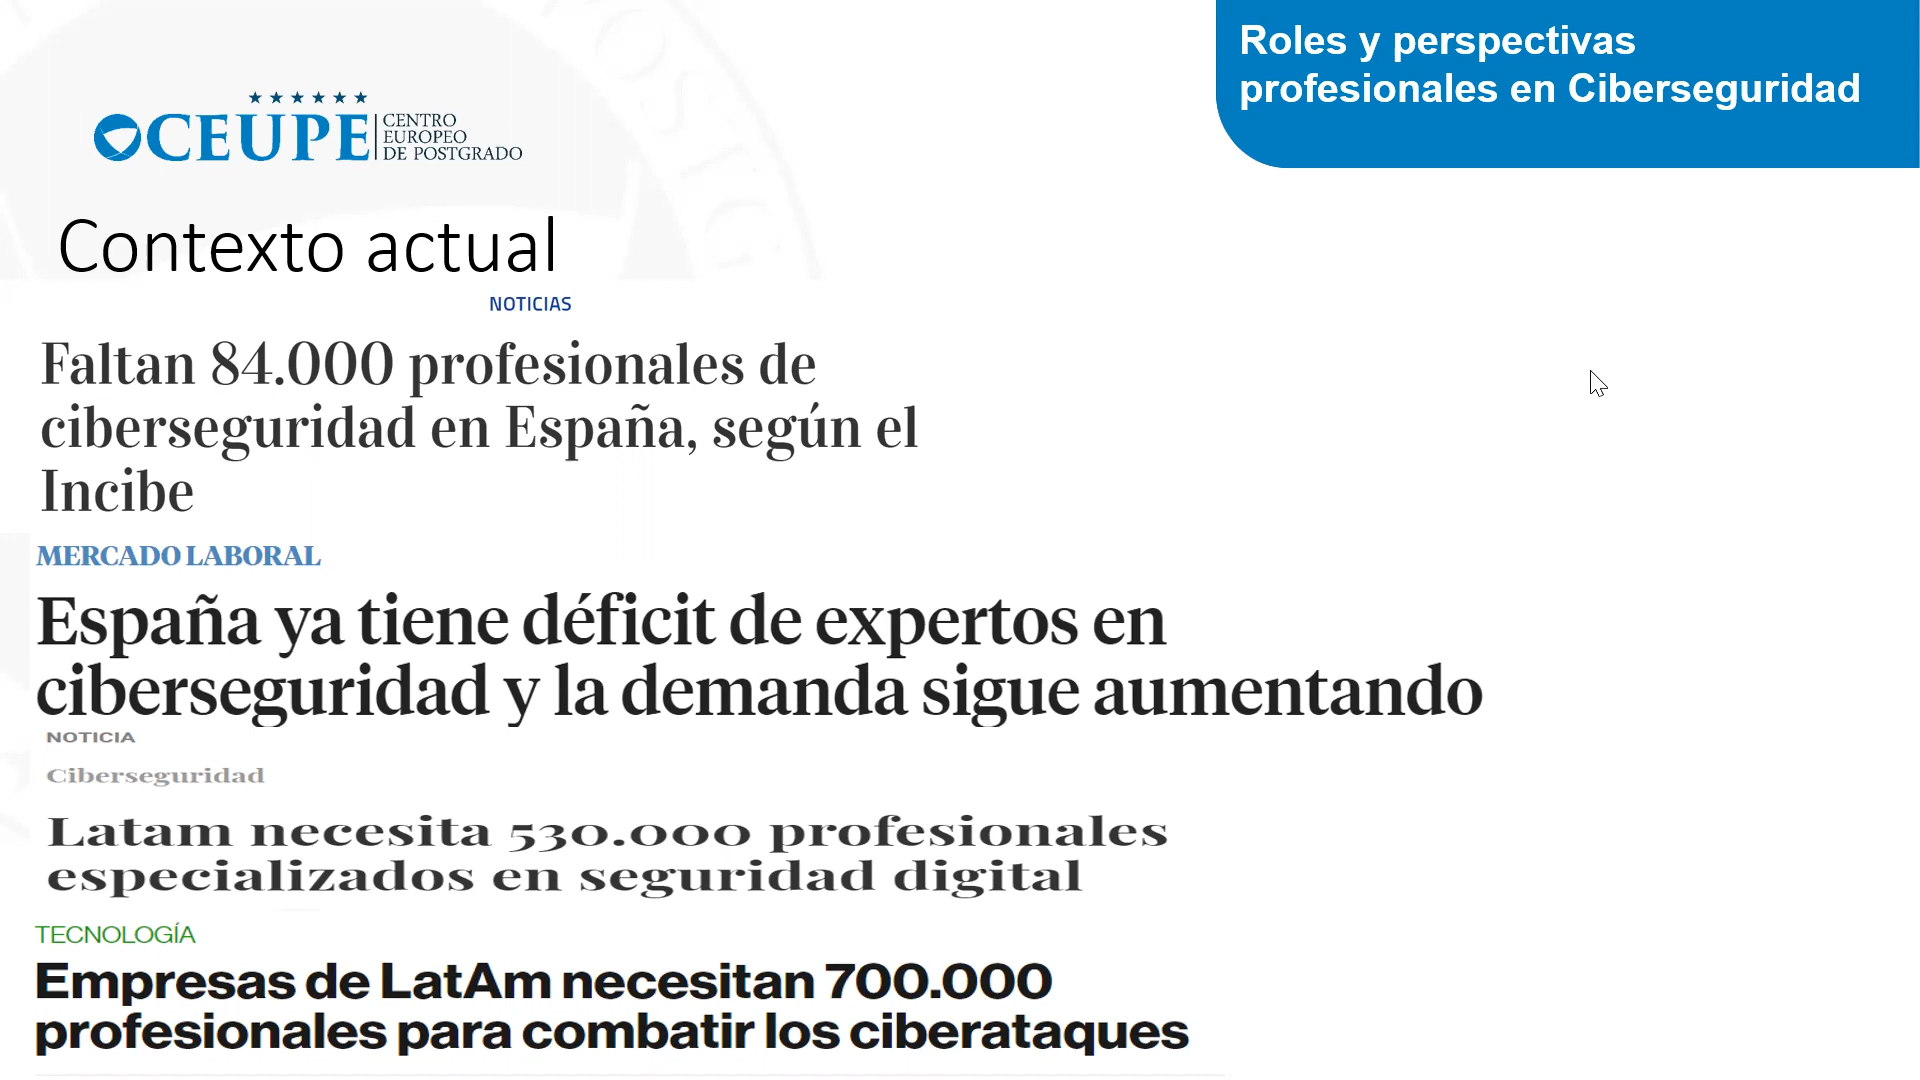 Roles y perspectivas
profesionales en Ciberseguridad
CEUPE
CENTRO
EUROPEO
DE POSTGRADO
Contexto actual
NOTICIAS
Faltan 84.000 profesionales de
ciberseguridad en España, según el
Incibe
MERCADO LABORAL
España ya tiene déficit de expertos en
ciberseguridad y la demanda sigue aumentando
NOTICIA
Ciberseguridad
Latam necesita 530.000 profesionales
especializados en seguridad digital
TECNOLOGÍA
Empresas de LatAm necesitan 700.000
profesionales para combatir los ciberataques